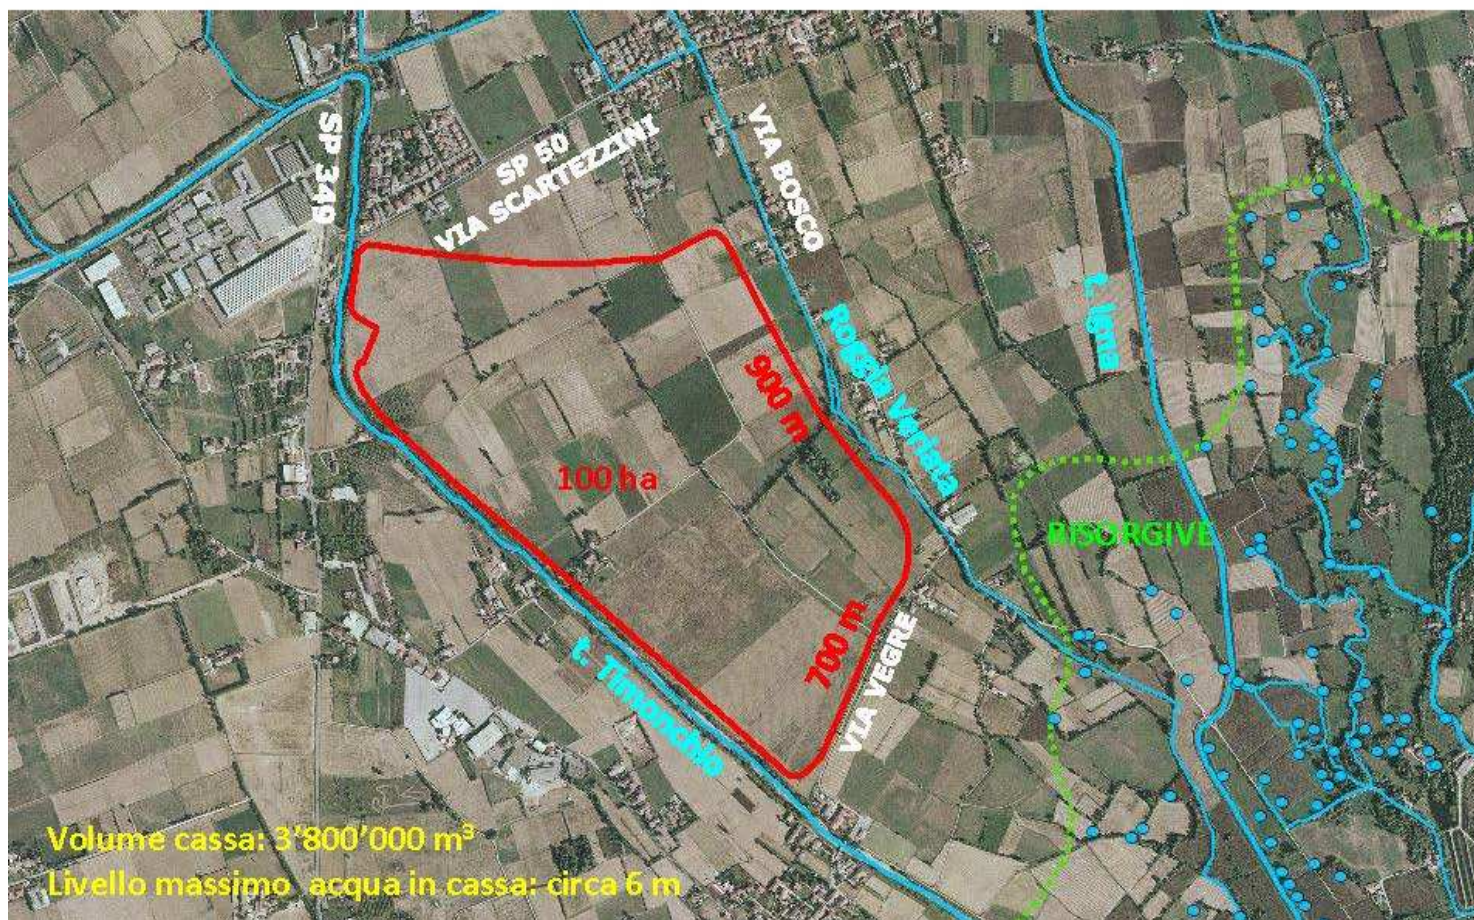 SP 349
SP 50
VIA SCARTEZZINI
VIA BOSCO
Roggia Verlata
t. Igna
900 m
100 ha
RISORGIVE
700 m
VIA VEGRE
t. Timonchio
Volume cassa: 3'800'000 m³
Livello massimo acqua in cassa: circa 6 m